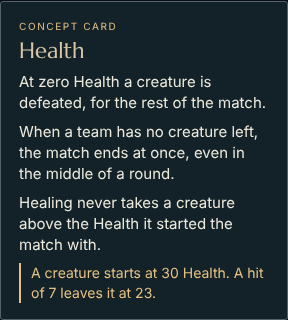 CONCEPT CARD
Health
At zero Health a creature is
defeated, for the rest of the match.
When a team has no creature left,
the match ends at once, even in
the middle of a round.
Healing never takes a creature
above the Health it started the
match with.
A creature starts at 30 Health. A hit
of 7 leaves it at 23.